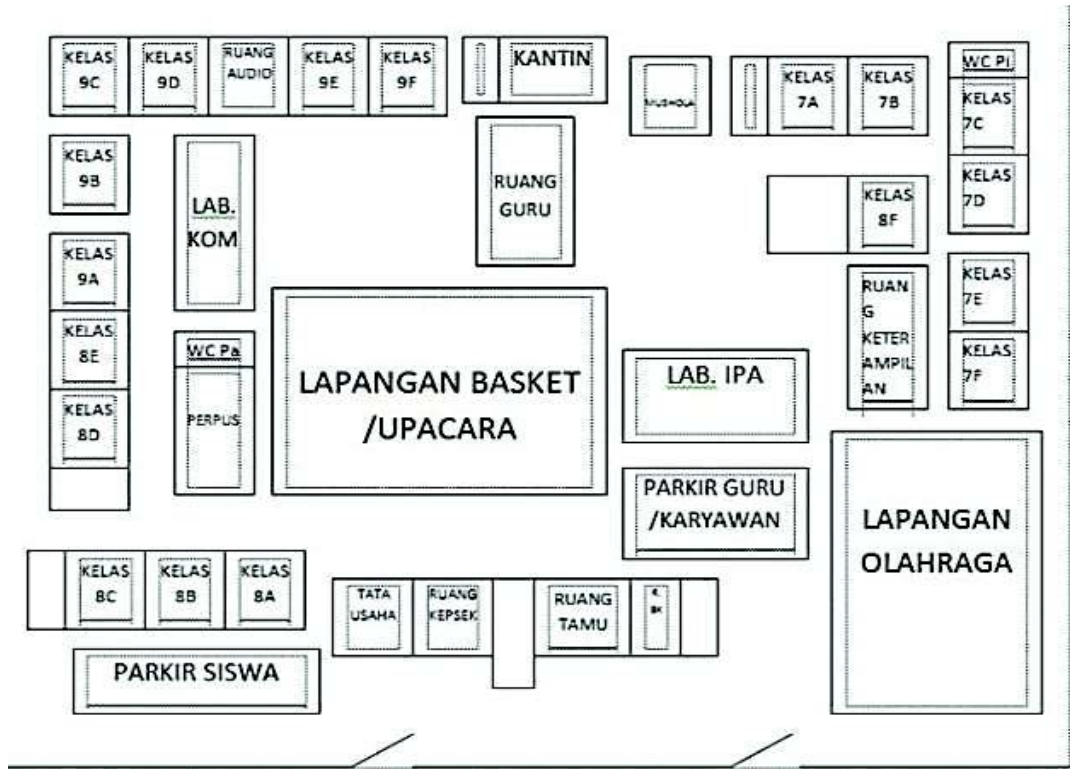 KELAS
9C
KELAS
9D
RUANG
AUDIO
KELAS
9E
KELAS
9F
KANTIN
MUSHOLA
KELAS
7A
KELAS
7B
WC Pi
KELAS
7C
KELAS
7D
KELAS
9B
LAB.
KOM
RUANG
GURU
KELAS
8F
KELAS
9A
KELAS
8E
KELAS
8D
WC Pa
PERPUS
LAPANGAN BASKET
/UPACARA
LAB. IPA
RUAN
G
KETER
AMPIL
AN
KELAS
7E
KELAS
7F
PARKIR GURU
/KARYAWAN
LAPANGAN
OLAHRAGA
KELAS
8C
KELAS
8B
KELAS
8A
TATA
USAHA
RUANG
KEPSEK
RUANG
TAMU
BK
PARKIR SISWA